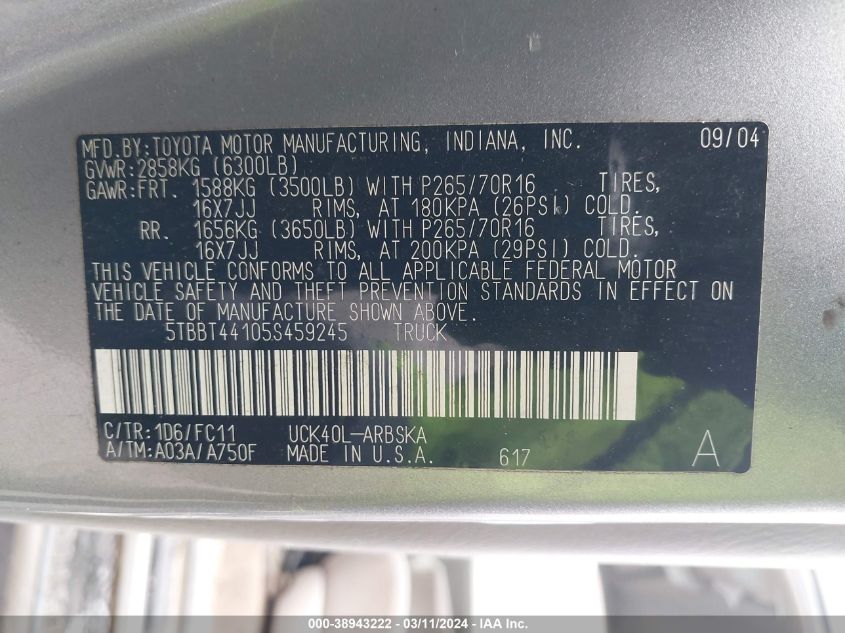 MFD.BY:TOYOTA MOTOR MANUFACTURING, INDIANA, INC. 09/04
GVWR:2858KG (6300LB)
GAWR:FRT. 1588KG (3500LB) WITH P265/70R16 TIRES,
16X7JJ RIMS, AT 180KPA (26PSI) COLD.
RR. 1656KG (3650LB) WITH P265/70R16 TIRES,
16X7JJ RIMS, AT 200KPA (29PSI) COLD.
THIS VEHICLE CONFORMS TO ALL APPLICABLE FEDERAL MOTOR
VEHICLE SAFETY AND THEFT PREVENTION STANDARDS IN EFFECT ON
THE DATE OF MANUFACTURE SHOWN ABOVE.
5TBBT44105S459245 TRUCK
C/TR:1D6/FC11 UCK40L-ARBSKA
A/TM:A03A/A750F MADE IN U.S.A. 617 A
000-38943222 - 03/11/2024 - IAA Inc.